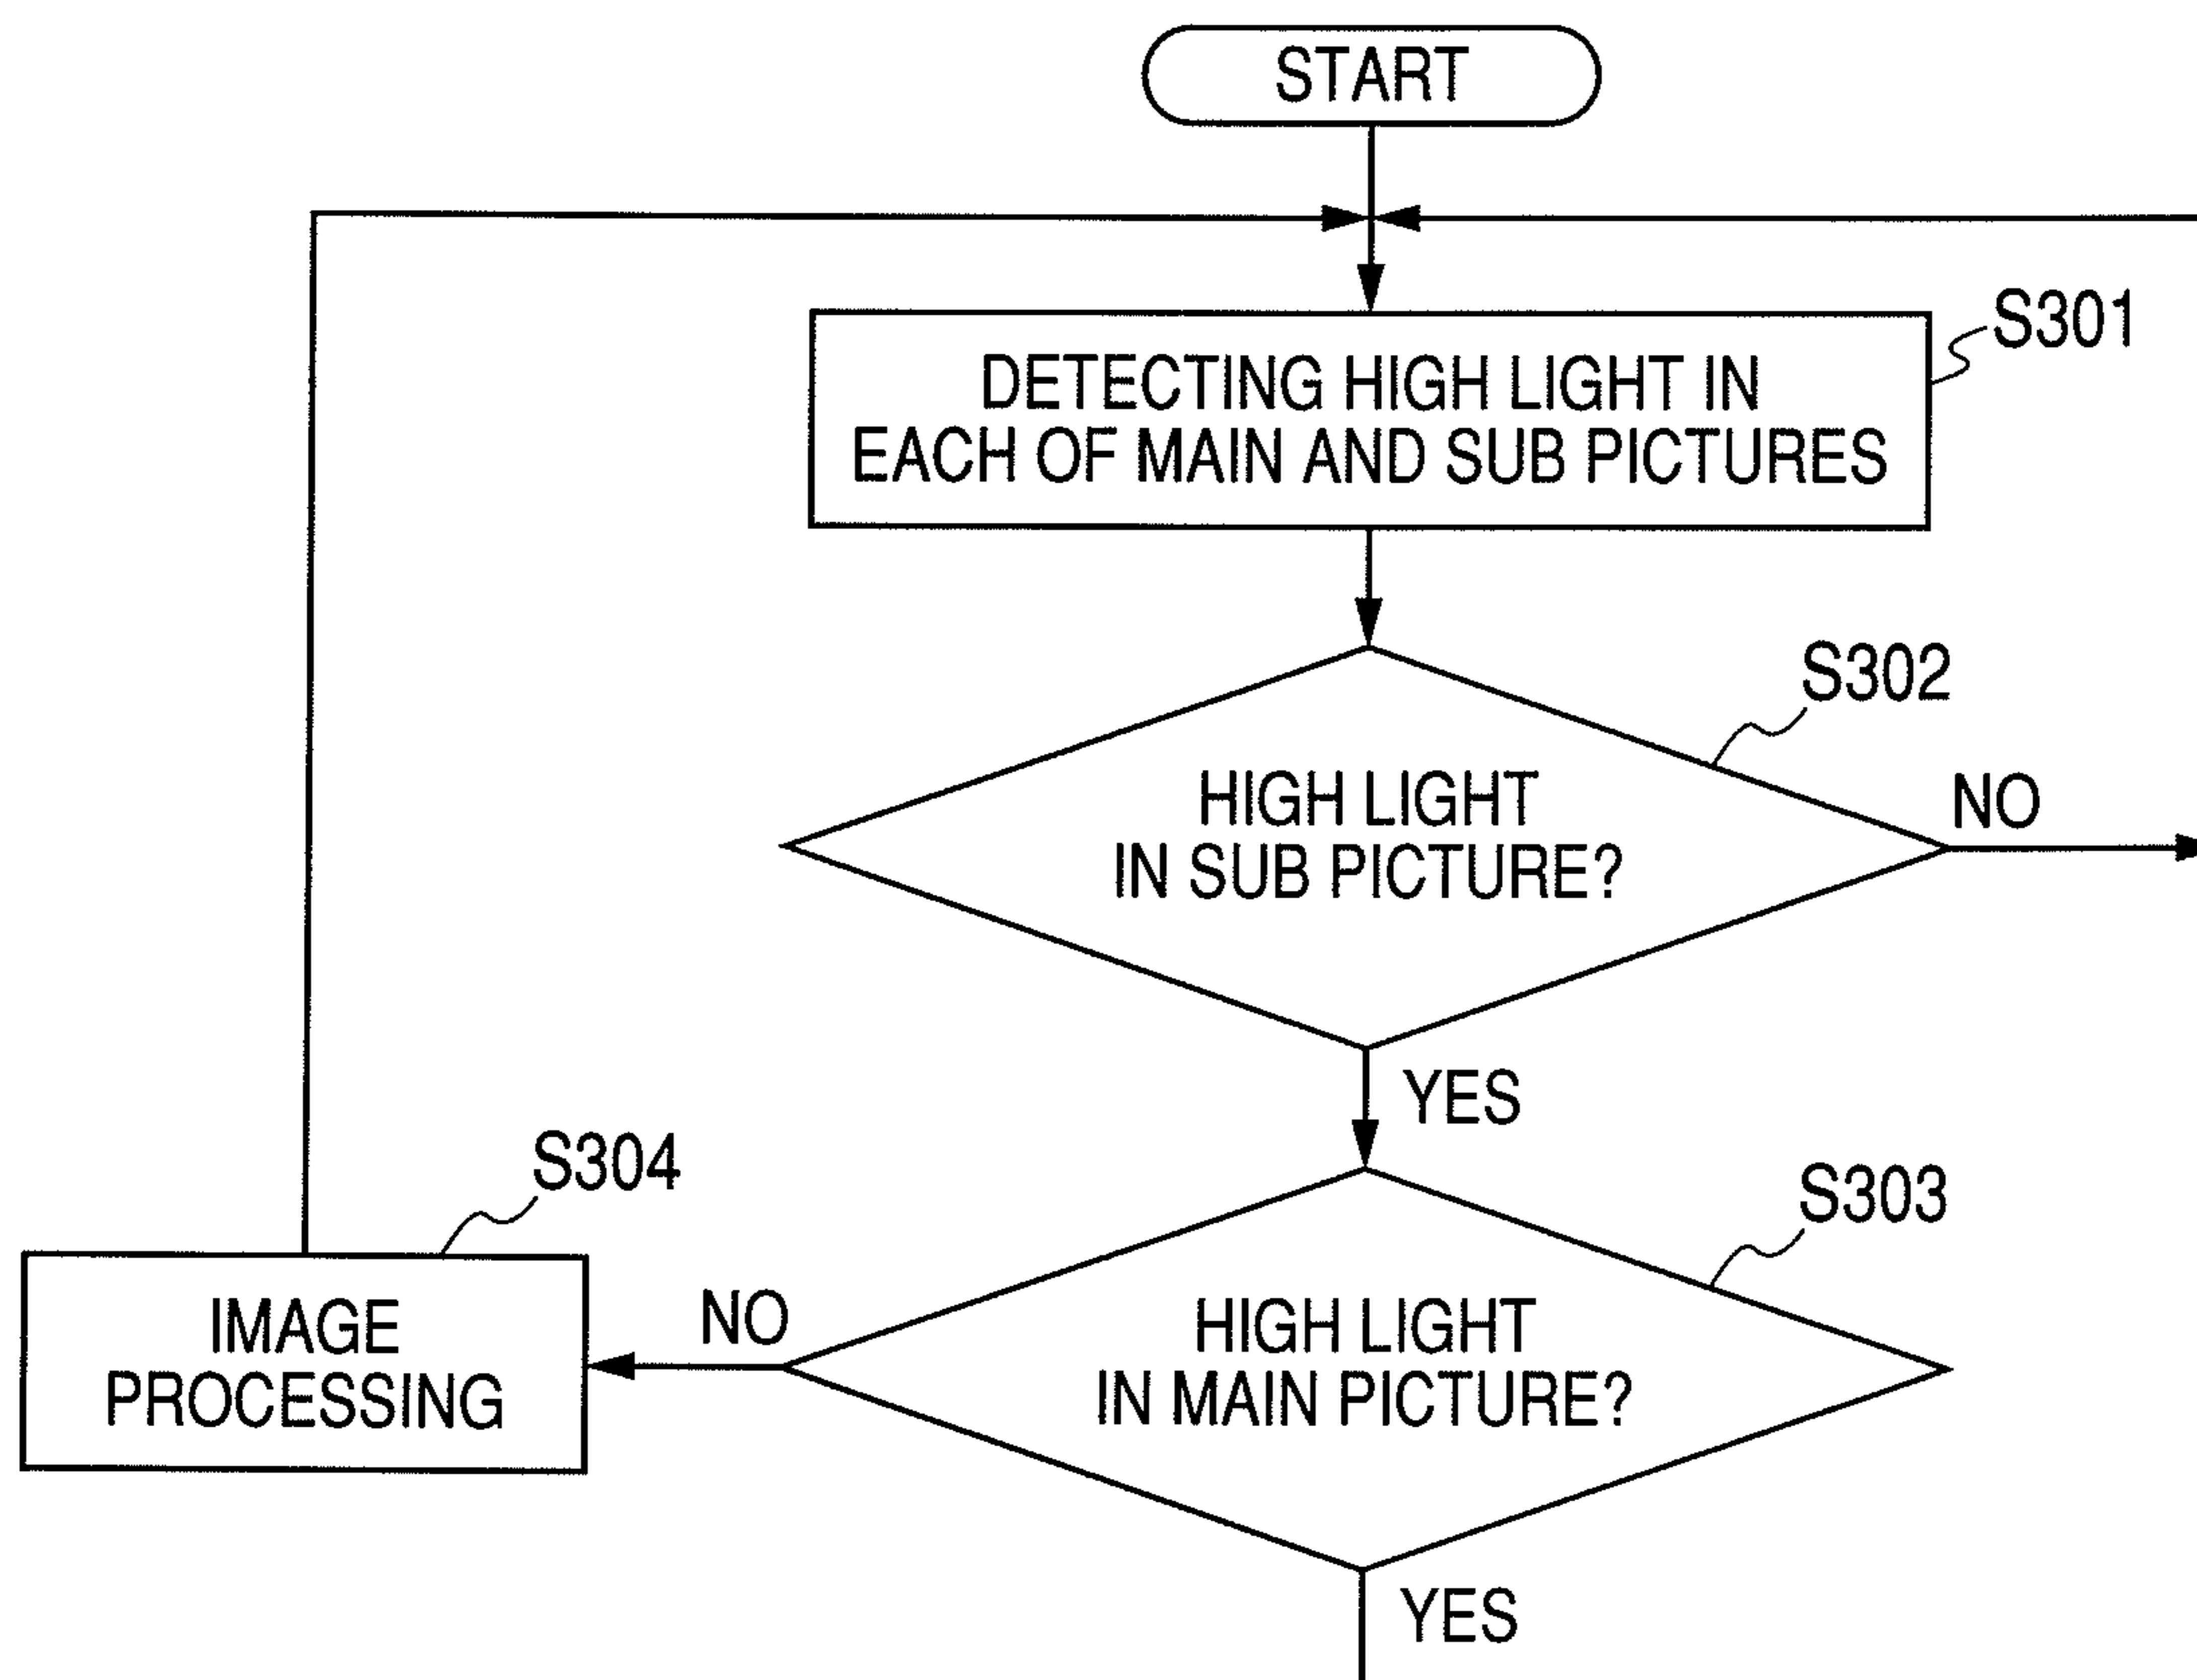 START
S301
DETECTING HIGH LIGHT IN
EACH OF MAIN AND SUB PICTURES
S302
HIGH LIGHT
IN SUB PICTURE?
NO
YES
S304
S303
IMAGE
PROCESSING
NO
HIGH LIGHT
IN MAIN PICTURE?
YES